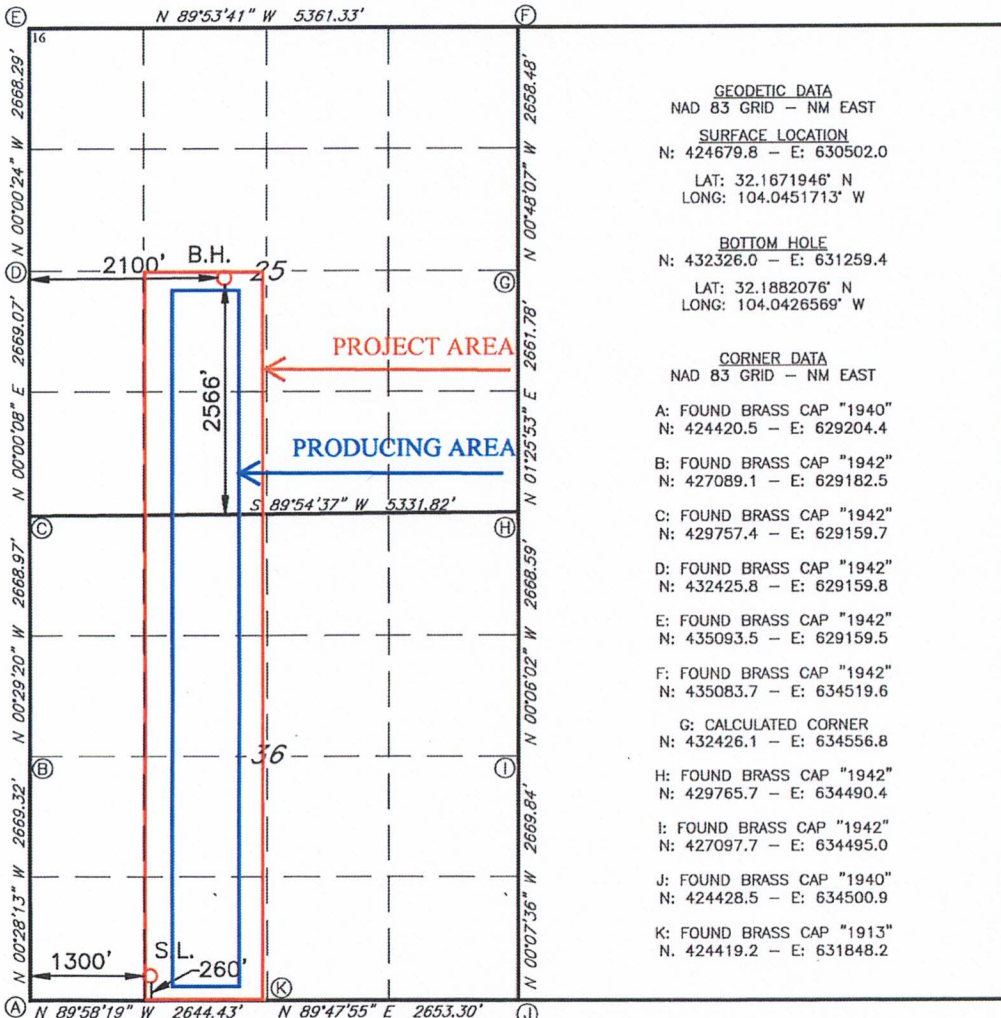 Ⓔ N 89°53'41" W 5361.33' Ⓕ
16
N 00°00'24" W 2668.29'
N 00°48'07" W 2658.48'
Ⓓ 2100' B.H. 25 Ⓖ
N 00°00'08" E 2669.07'
2566'
PROJECT AREA
N 01°25'53" E 2661.78'
PRODUCING AREA
S 89°54'37" W 5331.82'
Ⓒ Ⓗ
N 00°29'20" W 2668.97'
N 00°06'02" W 2668.59'
Ⓑ 36 Ⓘ
N 00°28'13" W 2669.32'
N 00°07'36" W 2669.84'
1300' S.L. 260' Ⓚ
Ⓐ N 89°58'19" W 2644.43' N 89°47'55" E 2653.30' Ⓙ
GEODETIC DATA
NAD 83 GRID – NM EAST
SURFACE LOCATION
N: 424679.8 – E: 630502.0
LAT: 32.1671946° N
LONG: 104.0451713° W
BOTTOM HOLE
N: 432326.0 – E: 631259.4
LAT: 32.1882076° N
LONG: 104.0426569° W
CORNER DATA
NAD 83 GRID – NM EAST
A: FOUND BRASS CAP "1940"
N: 424420.5 – E: 629204.4
B: FOUND BRASS CAP "1942"
N: 427089.1 – E: 629182.5
C: FOUND BRASS CAP "1942"
N: 429757.4 – E: 629159.7
D: FOUND BRASS CAP "1942"
N: 432425.8 – E: 629159.8
E: FOUND BRASS CAP "1942"
N: 435093.5 – E: 629159.5
F: FOUND BRASS CAP "1942"
N: 435083.7 – E: 634519.6
G: CALCULATED CORNER
N: 432426.1 – E: 634556.8
H: FOUND BRASS CAP "1942"
N: 429765.7 – E: 634490.4
I: FOUND BRASS CAP "1942"
N: 427097.7 – E: 634495.0
J: FOUND BRASS CAP "1940"
N: 424428.5 – E: 634500.9
K: FOUND BRASS CAP "1913"
N. 424419.2 – E: 631848.2